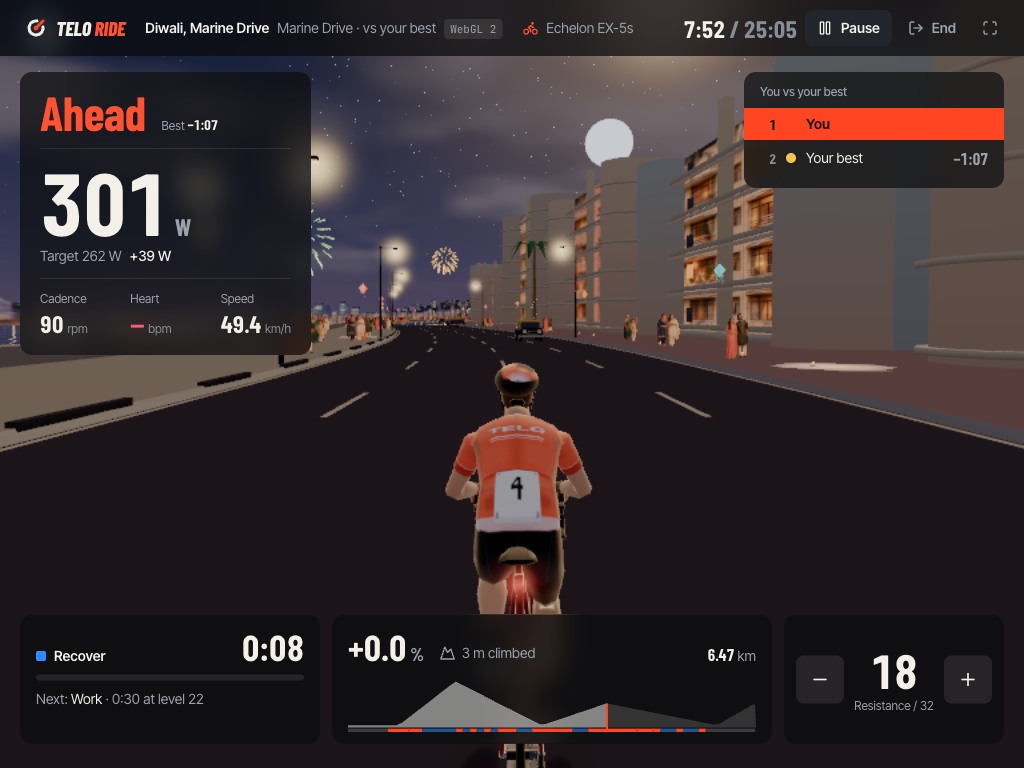 TELO RIDE
Diwali, Marine Drive Marine Drive · vs your best WebGL 2 Echelon EX-5s 7:52 / 25:05 Pause End
Ahead Best −1:07
301 W
Target 262 W +39 W
Cadence Heart Speed
90 rpm – bpm 49.4 km/h
You vs your best
1 You
2 Your best −1:07
TELO
4
Recover 0:08
Next: Work · 0:30 at level 22
+0.0 % 3 m climbed 6.47 km
− 18 +
Resistance / 32